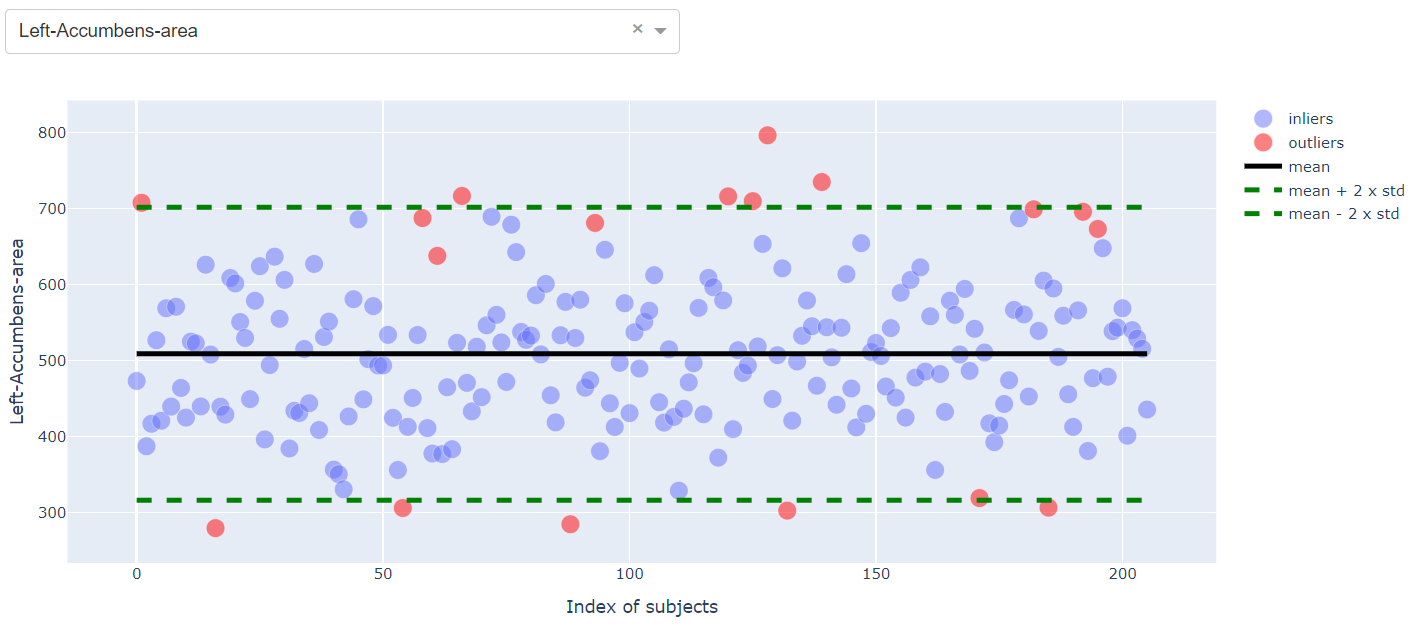 Left-Accumbens-area × 
800
700
600
500
400
300
Left-Accumbens-area
0 50 100 150 200
Index of subjects
inliers
outliers
mean
mean + 2 x std
mean - 2 x std